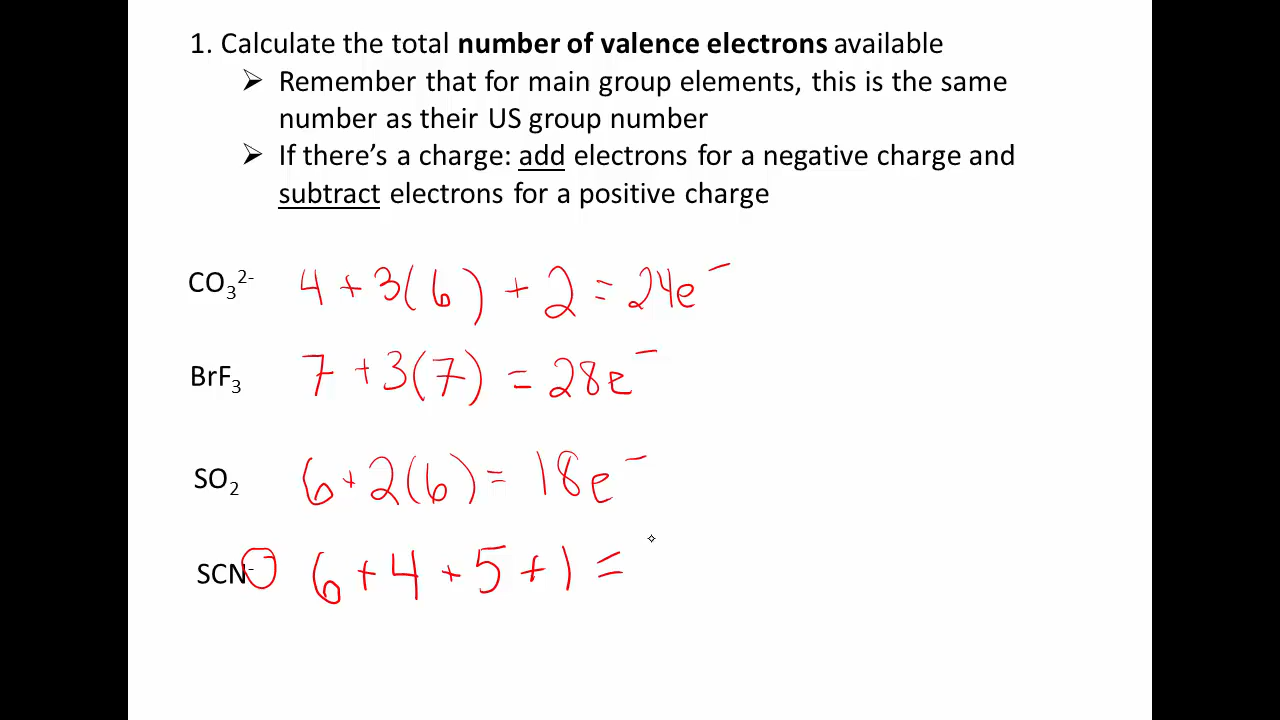 1. Calculate the total number of valence electrons available
➢ Remember that for main group elements, this is the same
number as their US group number
➢ If there's a charge: add electrons for a negative charge and
subtract electrons for a positive charge
CO₃²⁻ 4 + 3(6) + 2 = 24e⁻
BrF₃ 7 + 3(7) = 28e⁻
SO₂ 6 + 2(6) = 18e⁻
SCN⁻ 6 + 4 + 5 + 1 =